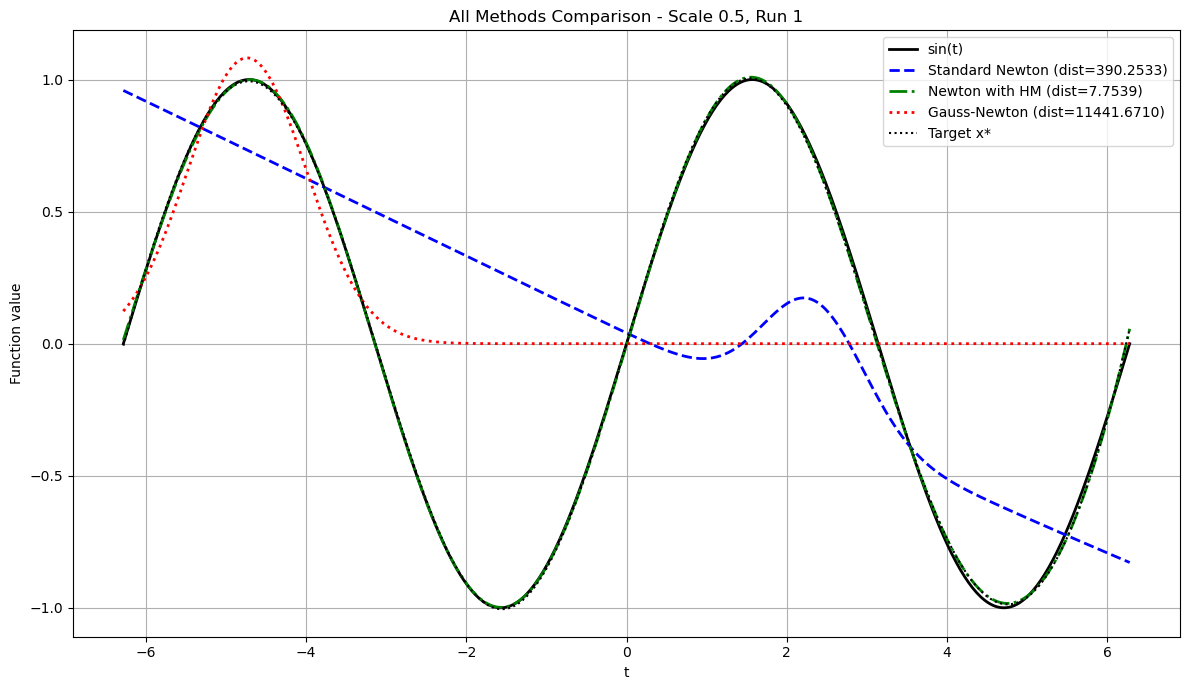 All Methods Comparison - Scale 0.5, Run 1
sin(t)
Standard Newton (dist=390.2533)
Newton with HM (dist=7.7539)
Gauss-Newton (dist=11441.6710)
Target x*
Function value
1.0
0.5
0.0
−0.5
−1.0
−6
−4
−2
0
2
4
6
t